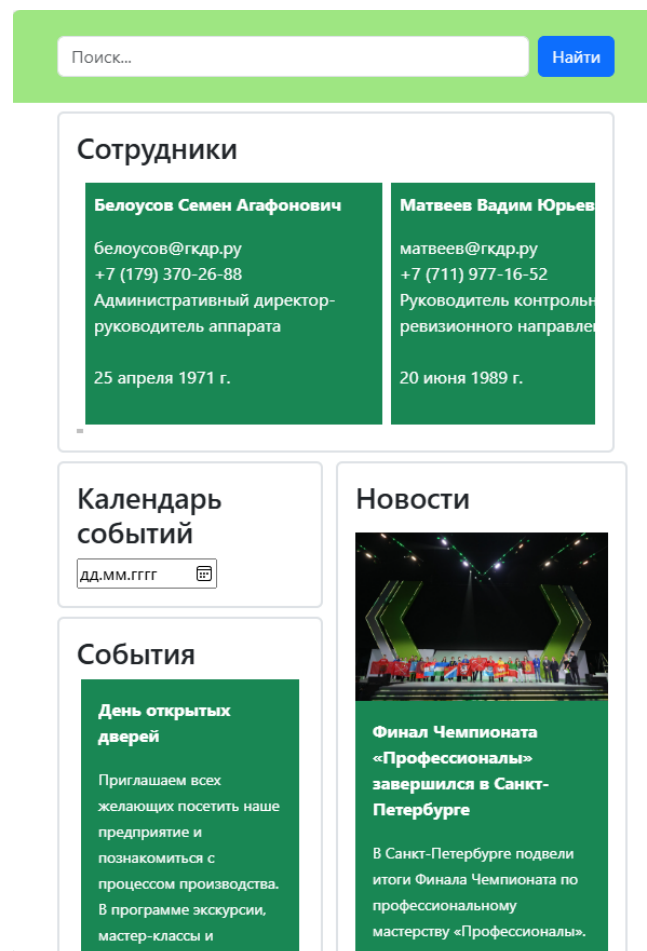 Поиск...
Найти
Сотрудники
Белоусов Семен Агафонович
белоусов@гкдр.ру
+7 (179) 370-26-88
Административный директор-
руководитель аппарата
25 апреля 1971 г.
Матвеев Вадим Юрьев
матвеев@гкдр.ру
+7 (711) 977-16-52
Руководитель контрольн
ревизионного направле
20 июня 1989 г.
Календарь
событий
дд.мм.гггг
События
День открытых
дверей
Приглашаем всех
желающих посетить наше
предприятие и
познакомиться с
процессом производства.
В программе экскурсии,
мастер-классы и
Новости
Финал Чемпионата
«Профессионалы»
завершился в Санкт-
Петербурге
В Санкт-Петербурге подвели
итоги Финала Чемпионата по
профессиональному
мастерству «Профессионалы».